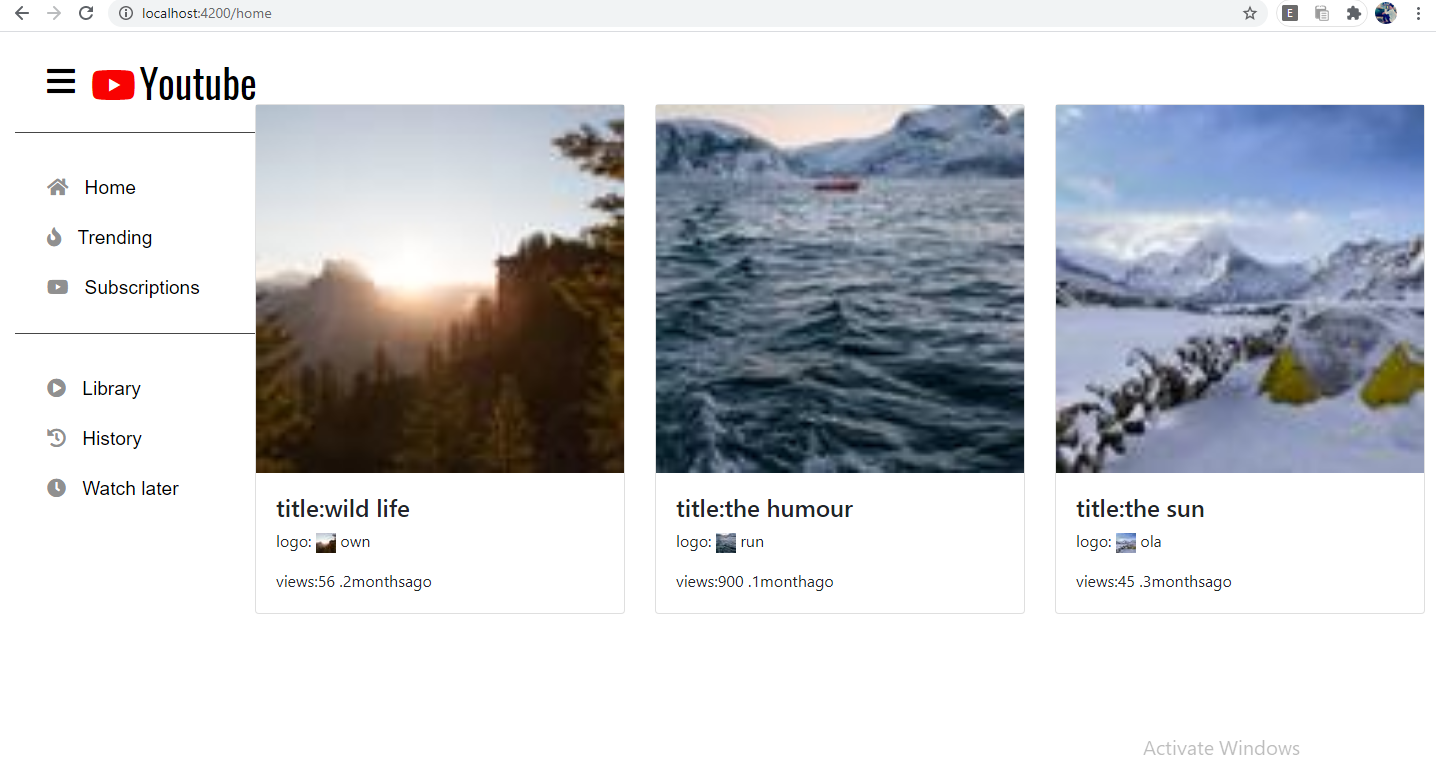 localhost:4200/home
E
Youtube
Home
Trending
Subscriptions
Library
History
Watch later
title:wild life
logo: own
views:56 .2monthsago
title:the humour
logo: run
views:900 .1monthago
title:the sun
logo: ola
views:45 .3monthsago
Activate Windows